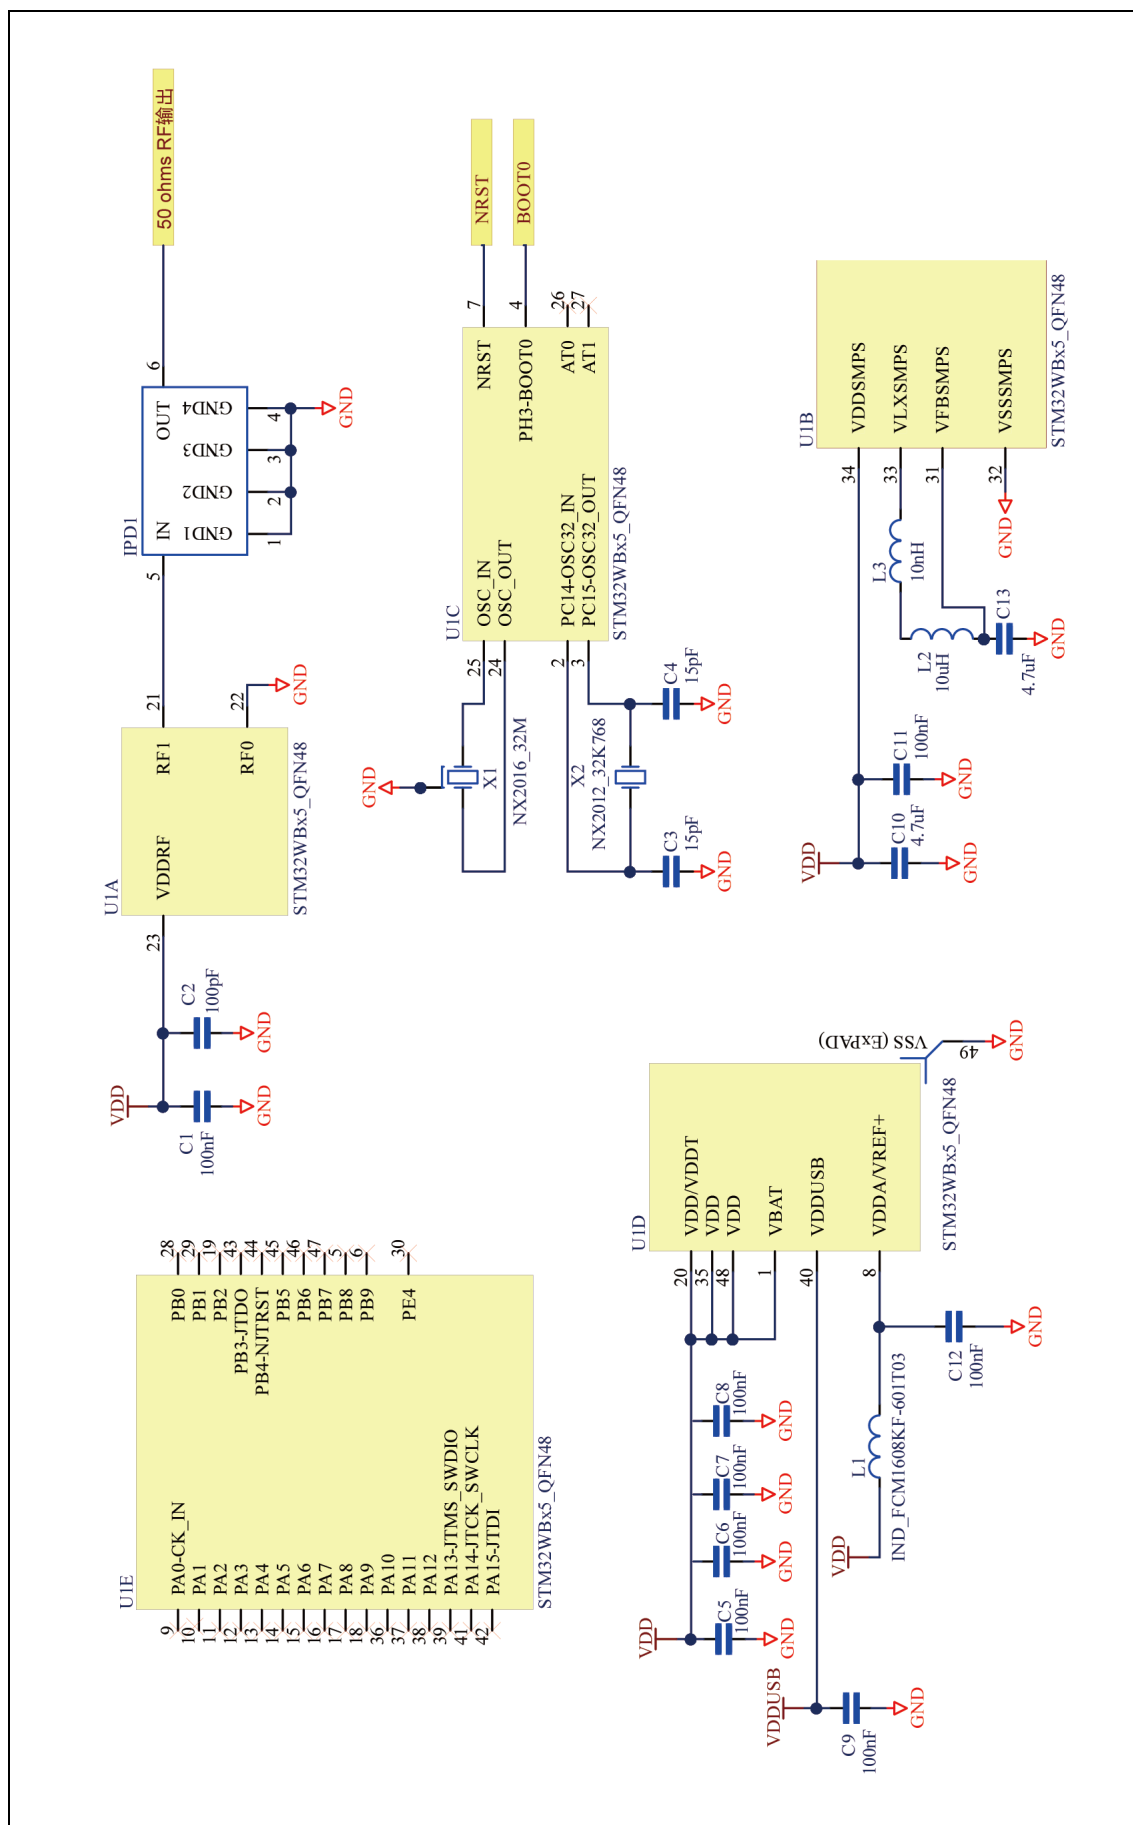 U1E
STM32WBx5_QFN48
9 PA0-CK_IN
10 PA1
11 PA2
12 PA3
13 PA4
14 PA5
15 PA6
16 PA7
17 PA8
18 PA9
36 PA10
37 PA11
38 PA12
39 PA13-JTMS_SWDIO
41 PA14-JTCK_SWCLK
42 PA15-JTDI
PB0 28
PB1 29
PB2 19
PB3-JTDO 43
PB4-NJTRST 44
PB5 45
PB6 46
PB7 47
PB8 5
PB9 6
PE4 30
VDD
C1
100nF
GND
C2
100pF
GND
23
U1A
VDDRF
RF1
RF0
STM32WBx5_QFN48
21
22
GND
5
IPD1
IN
OUT
GND1
GND2
GND3
GND4
1
2
3
4
GND
6
50 ohms RF输出
GND
X1
NX2016_32M
X2
NX2012_32K768
C3
15pF
GND
C4
15pF
GND
25
24
2
3
U1C
OSC_IN
OSC_OUT
PC14-OSC32_IN
PC15-OSC32_OUT
NRST
PH3-BOOT0
AT0
AT1
STM32WBx5_QFN48
7
4
26
27
NRST
BOOT0
VDD
C5
100nF
GND
C6
100nF
GND
C7
100nF
GND
C8
100nF
GND
VDDUSB
C9
100nF
GND
VDD
L1
IND_FCM1608KF-601T03
C12
100nF
GND
20
35
48
1
40
8
U1D
VDD/VDDT
VDD
VDD
VBAT
VDDUSB
VDDA/VREF+
STM32WBx5_QFN48
VSS (ExPAD)
49
GND
VDD
C10
4.7uF
GND
C11
100nF
GND
L2
10uH
L3
10nH
C13
4.7uF
GND
34
33
31
32
GND
U1B
VDDSMPS
VLXSMPS
VFBSMPS
VSSSMPS
STM32WBx5_QFN48